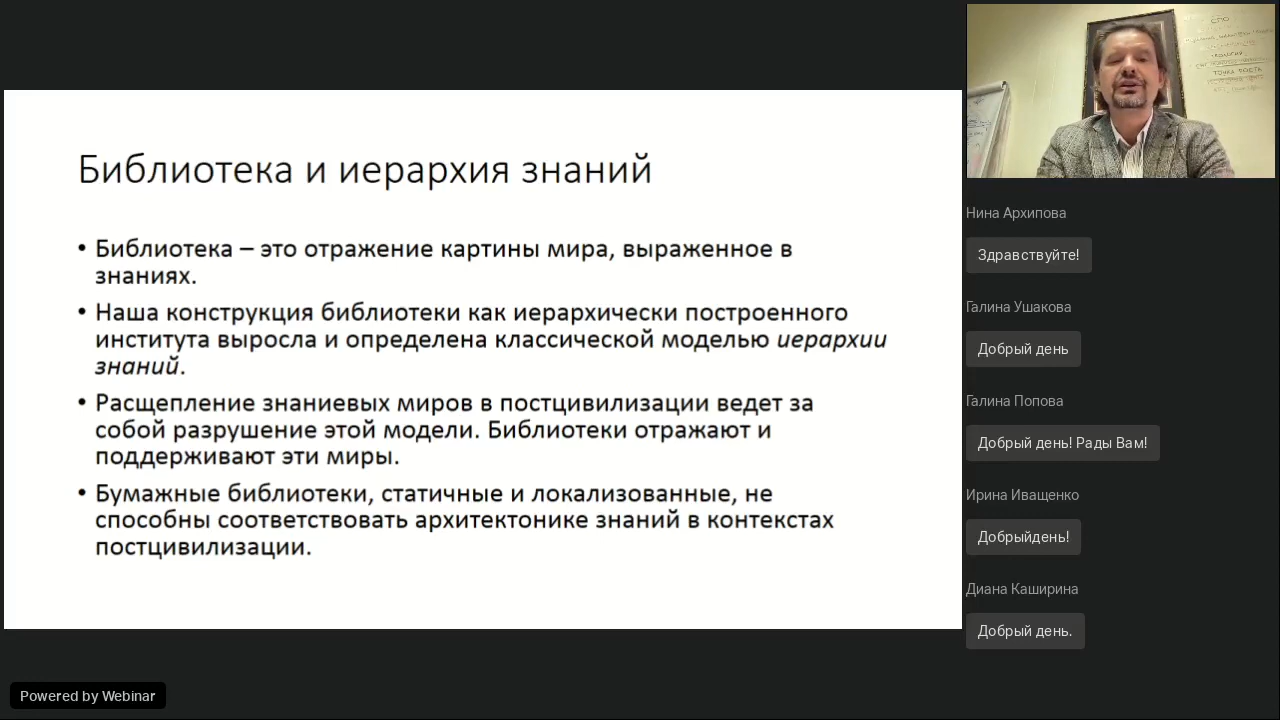 Библиотека и иерархия знаний
• Библиотека – это отражение картины мира, выраженное в
знаниях.
• Наша конструкция библиотеки как иерархически построенного
института выросла и определена классической моделью иерархии
знаний.
• Расщепление знаниевых миров в постцивилизации ведет за
собой разрушение этой модели. Библиотеки отражают и
поддерживают эти миры.
• Бумажные библиотеки, статичные и локализованные, не
способны соответствовать архитектонике знаний в контекстах
постцивилизации.
СПО
ТОЧКА РОСТА
Нина Архипова
Здравствуйте!
Галина Ушакова
Добрый день
Галина Попова
Добрый день! Рады Вам!
Ирина Иващенко
Добрыйдень!
Диана Каширина
Добрый день.
Powered by Webinar